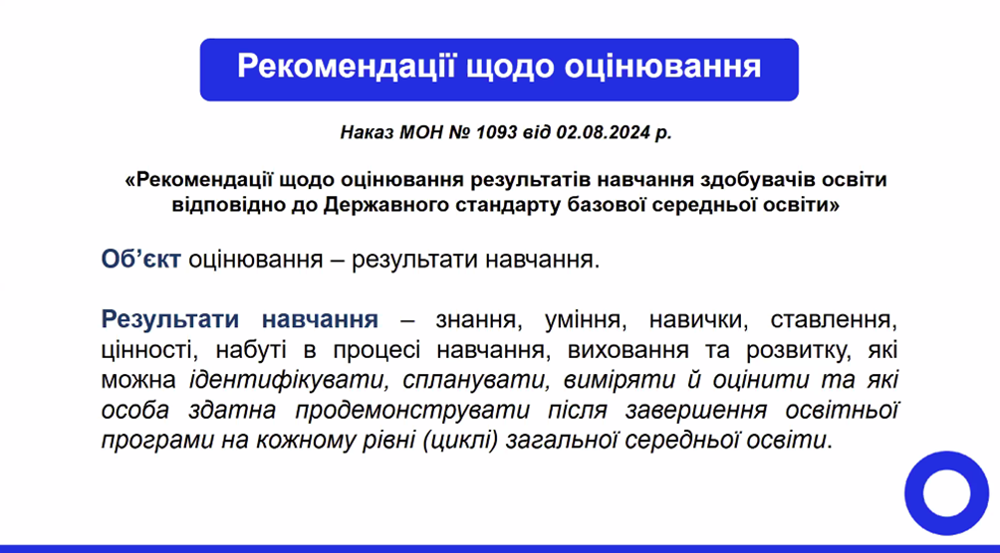 Рекомендації щодо оцінювання
Наказ МОН № 1093 від 02.08.2024 р.
«Рекомендації щодо оцінювання результатів навчання здобувачів освіти
відповідно до Державного стандарту базової середньої освіти»
Об’єкт оцінювання – результати навчання.
Результати навчання – знання, уміння, навички, ставлення,
цінності, набуті в процесі навчання, виховання та розвитку, які
можна ідентифікувати, спланувати, виміряти й оцінити та які
особа здатна продемонструвати після завершення освітньої
програми на кожному рівні (циклі) загальної середньої освіти.